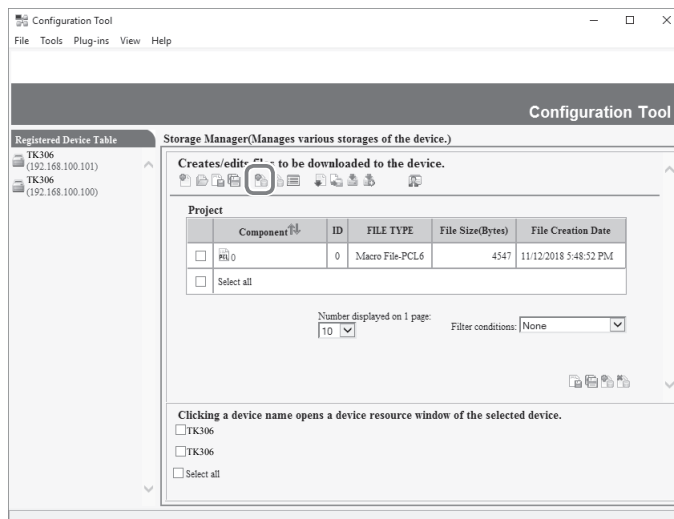 Configuration Tool
File Tools Plug-ins View Help
Configuration Tool
Registered Device Table
TK306
(192.168.100.101)
TK306
(192.168.100.100)
Storage Manager(Manages various storages of the device.)
Creates/edits to be downloaded to the device.
Project
Component ID FILE TYPE File Size(Bytes) File Creation Date
PCL 0 0 Macro File-PCL6 4547 11/12/2018 5:48:52 PM
Select all
Number displayed on 1 page:
10
Filter conditions: None
Clicking a device name opens a device resource window of the selected device.
TK306
TK306
Select all